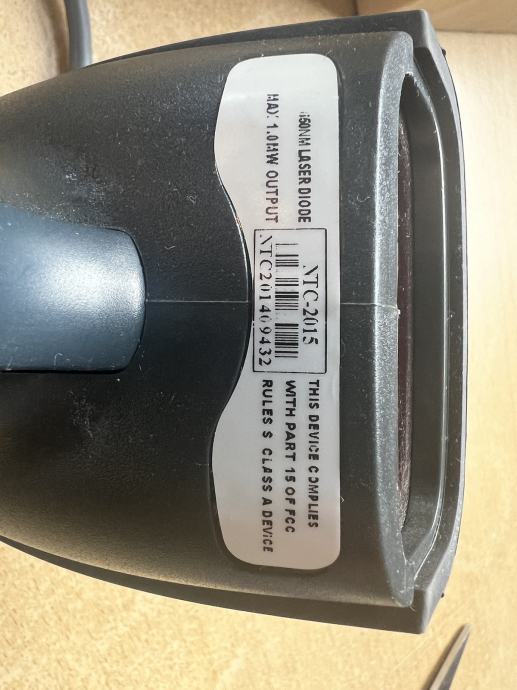 650NM LASER DIODE
MAX 1.0MW OUTPUT
NTC-2015
NTC201409432
THIS DEVICE COMPLIES
WITH PART 15 OF FCC
RULES S CLASS A DEVICE